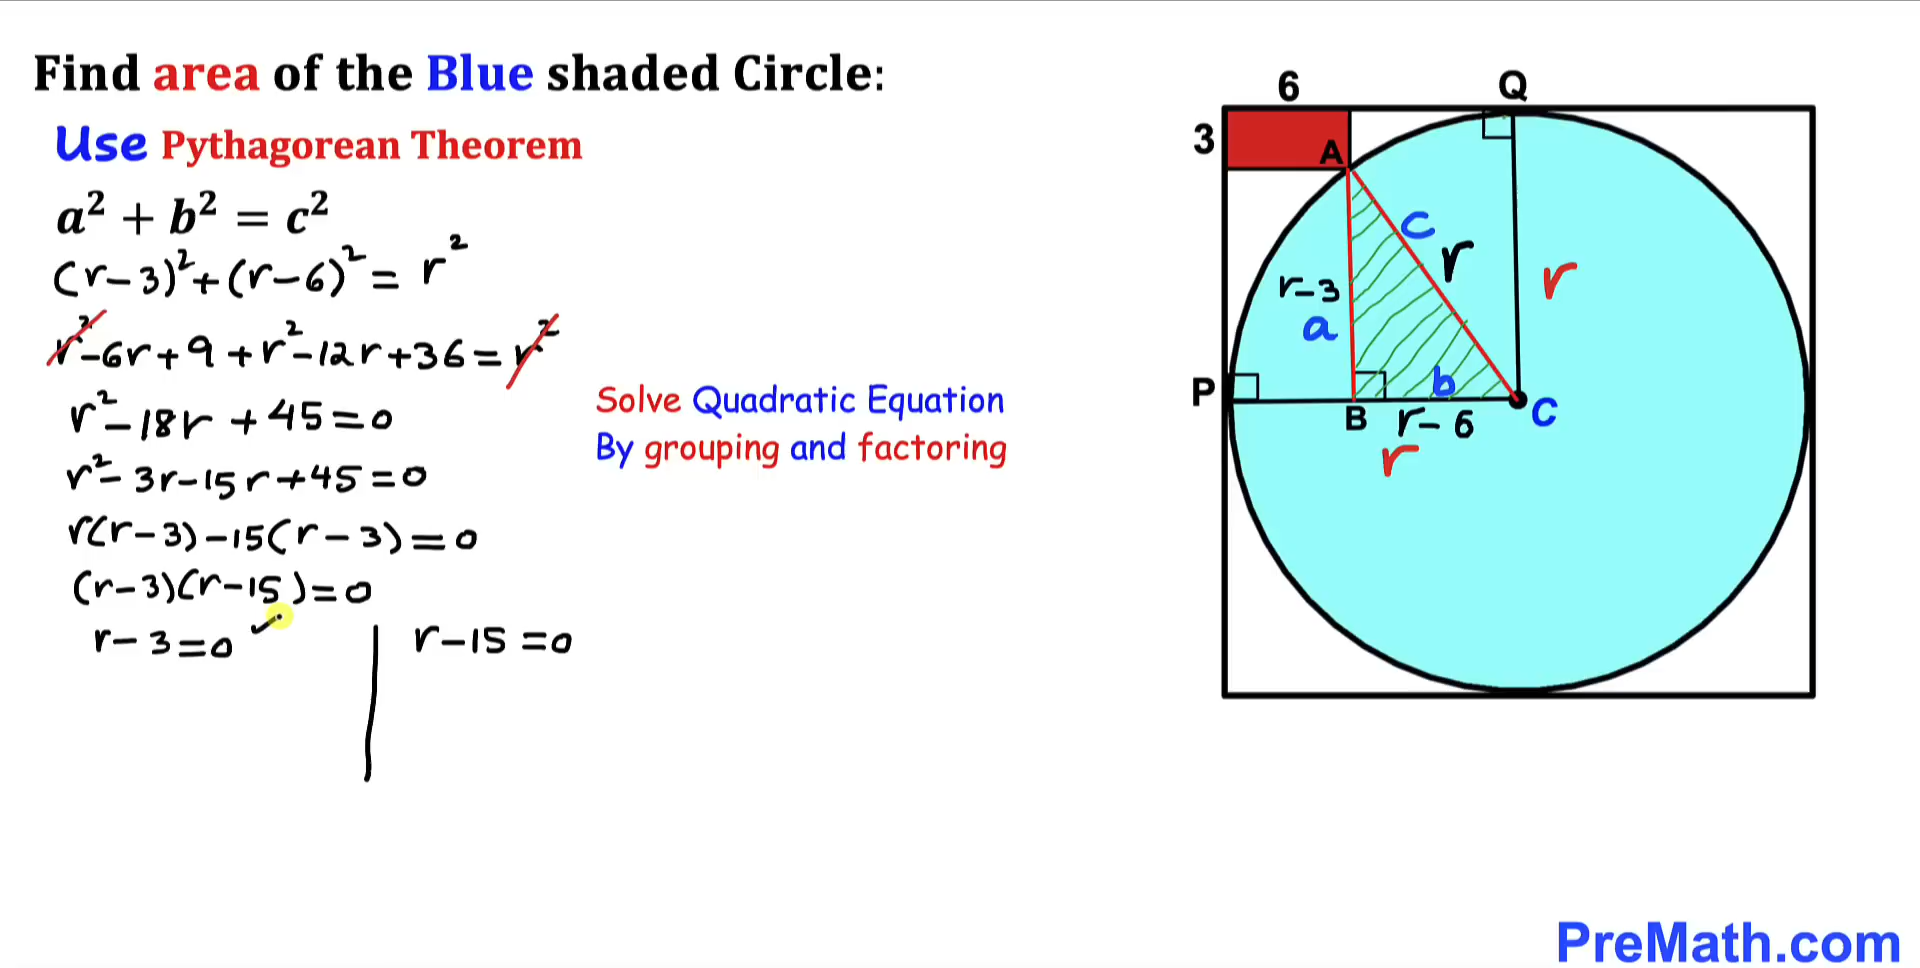 Find area of the Blue shaded Circle:
Use Pythagorean Theorem
a² + b² = c²
(r-3)²+(r-6)² = r²
r²-6r+9+r²-12r+36=r²
r²-18r+45=0
r²-3r-15r+45=0
r(r-3)-15(r-3)=0
(r-3)(r-15)=0
r-3=0
r-15=0
Solve Quadratic Equation
By grouping and factoring
6
Q
3
A
c
r
r
r-3
a
b
P
B
r-6
C
r
PreMath.com